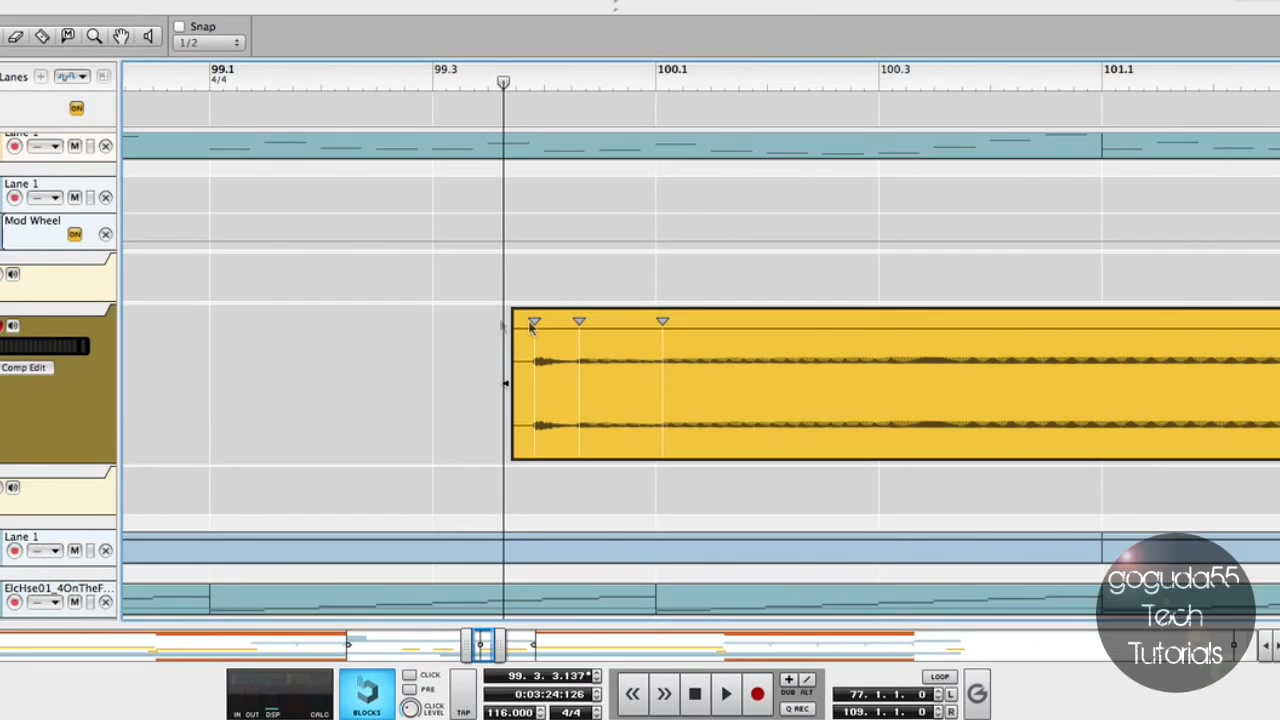 Snap
1/2
99.1
4/4
99.3
100.1
100.3
101.1
Lanes
ON
Lane 1
M
Lane 1
M
Mod Wheel
ON
Comp Edit
Lane 1
M
ElcHse01_4OnTheF...
M
goguda55
Tech
Tutorials
IN OUT DSP CALC
BLOCKS
CLICK
PRE
CLICK
LEVEL
TAP
99. 3. 3.137*
0:03:24:126
116.000
4/4
DUB ALT
Q REC
LOOP
77. 1. 1. 0
L
109. 1. 1. 0
R